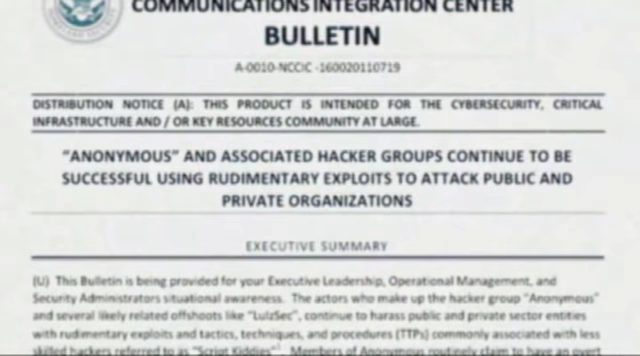 COMMUNICATIONS INTEGRATION CENTER
BULLETIN
A-0010-NCCIC -160020110719
DISTRIBUTION NOTICE (A): THIS PRODUCT IS INTENDED FOR THE CYBERSECURITY, CRITICAL
INFRASTRUCTURE AND / OR KEY RESOURCES COMMUNITY AT LARGE.
"ANONYMOUS" AND ASSOCIATED HACKER GROUPS CONTINUE TO BE
SUCCESSFUL USING RUDIMENTARY EXPLOITS TO ATTACK PUBLIC AND
PRIVATE ORGANIZATIONS
EXECUTIVE SUMMARY
(U) This Bulletin is being provided for your Executive Leadership, Operational Management, and
Security Administrators situational awareness. The actors who make up the hacker group "Anonymous"
and several likely related offshoots like "LulzSec", continue to harass public and private sector entities
with rudimentary exploits and tactics, techniques, and procedures (TTPs) commonly associated with less
skilled hackers referred to as "Script Kiddies". Members of Anonymous routinely claim to have an overt